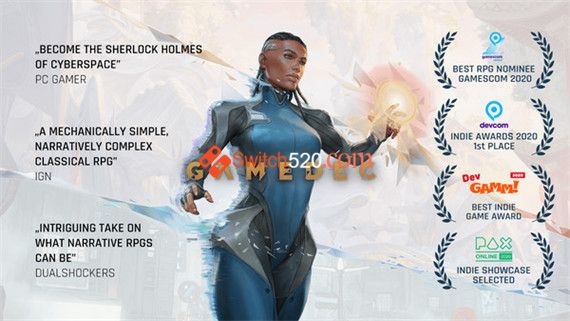 „BECOME THE SHERLOCK HOLMES
OF CYBERSPACE”
PC GAMER
„A MECHANICALLY SIMPLE,
NARRATIVELY COMPLEX
CLASSICAL RPG”
IGN
„INTRIGUING TAKE ON
WHAT NARRATIVE RPGS
CAN BE”
DUALSHOCKERS
Switch520.com
GAMEDEC
gamescom
BEST RPG NOMINEE
GAMESCOM 2020
devcom
INDIE AWARDS 2020
1st PLACE
Dev
GAMM!
2020
BEST INDIE
GAME AWARD
PAX
ONLINE 2020
INDIE SHOWCASE
SELECTED